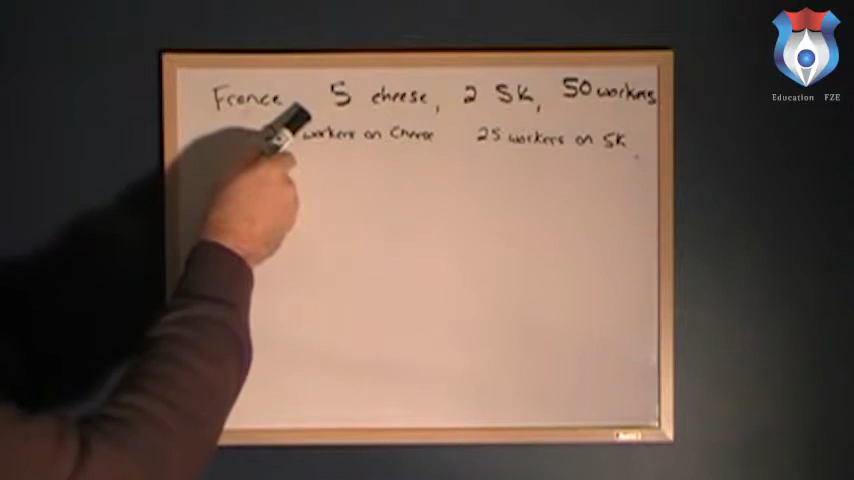 France 5 cheese, 2 SK, 50 workers
workers on Cheese 25 workers on SK
Education FZE